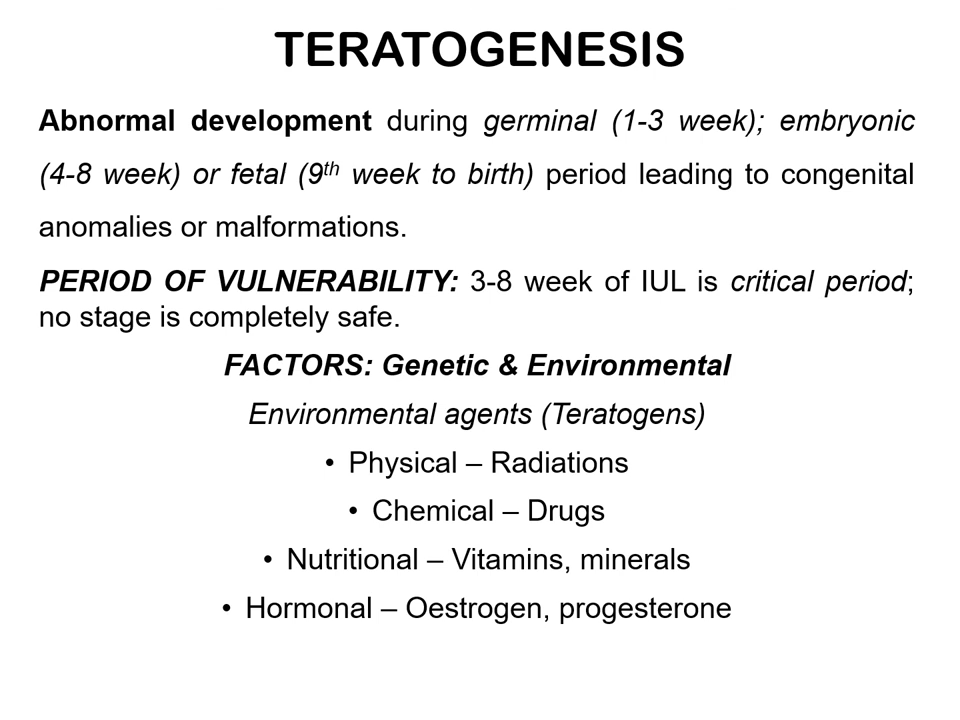 TERATOGENESIS
Abnormal development during germinal (1-3 week); embryonic
(4-8 week) or fetal (9th week to birth) period leading to congenital
anomalies or malformations.
PERIOD OF VULNERABILITY: 3-8 week of IUL is critical period;
no stage is completely safe.
FACTORS: Genetic & Environmental
Environmental agents (Teratogens)
• Physical – Radiations
• Chemical – Drugs
• Nutritional – Vitamins, minerals
• Hormonal – Oestrogen, progesterone